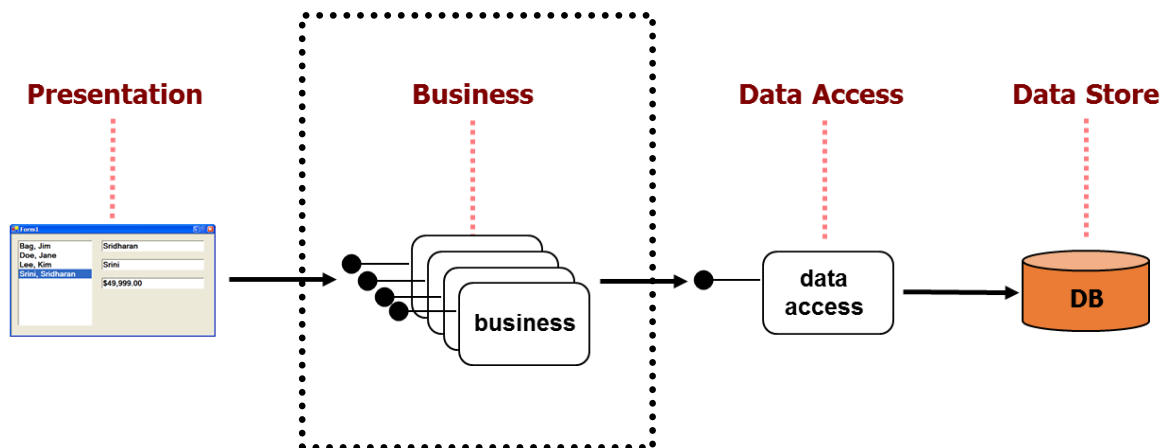 Presentation
Business
Data Access
Data Store
Form1
Bag, Jim
Doe, Jane
Lee, Kim
Srini, Sridharan
Sridharan
Srini
$49,999.00
business
data
access
DB